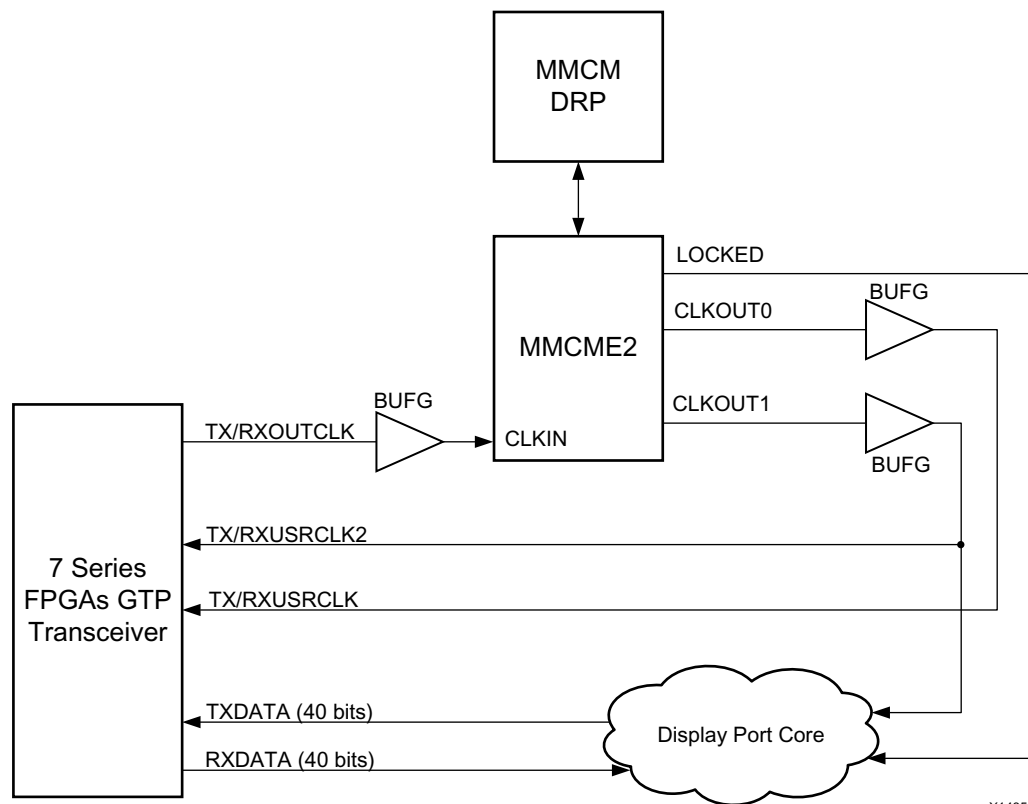 MMCM
DRP
LOCKED
BUFG
CLKOUT0
MMCME2
BUFG
CLKOUT1
TX/RXOUTCLK
CLKIN
BUFG
TX/RXUSRCLK2
7 Series
FPGAs GTP
Transceiver
TX/RXUSRCLK
TXDATA (40 bits)
Display Port Core
RXDATA (40 bits)